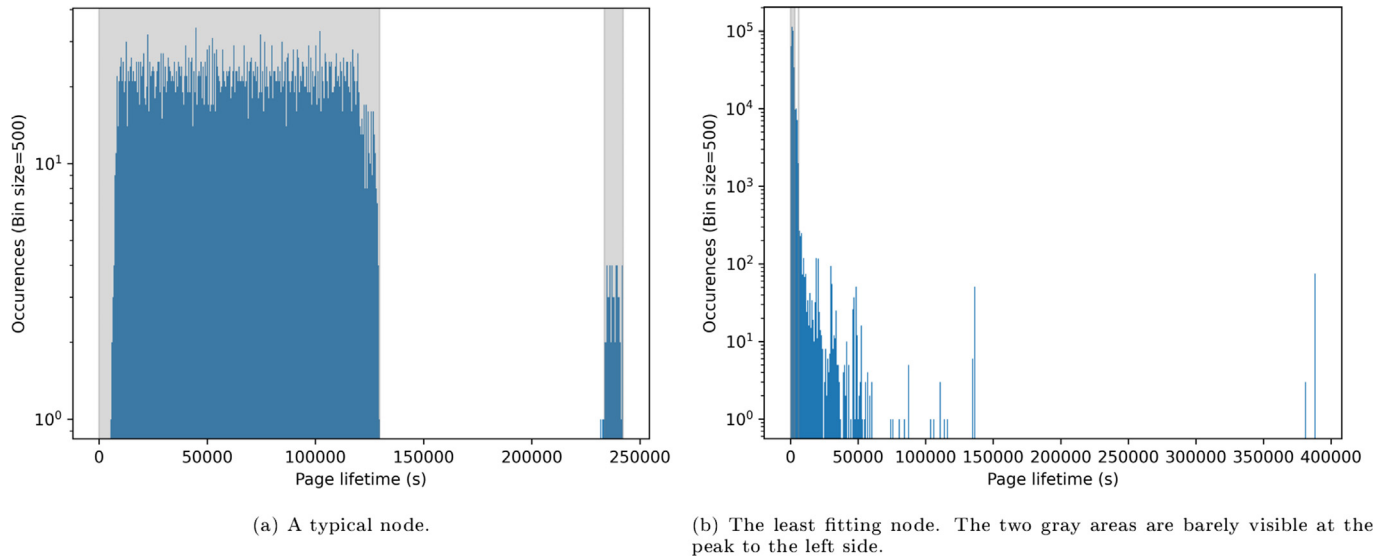 Occurences (Bin size=500)
10¹
10⁰
0 50000 100000 150000 200000 250000
Page lifetime (s)
(a) A typical node.
Occurences (Bin size=500)
10⁵
10⁴
10³
10²
10¹
10⁰
0 50000 100000 150000 200000 250000 300000 350000 400000
Page lifetime (s)
(b) The least fitting node. The two gray areas are barely visible at the
peak to the left side.